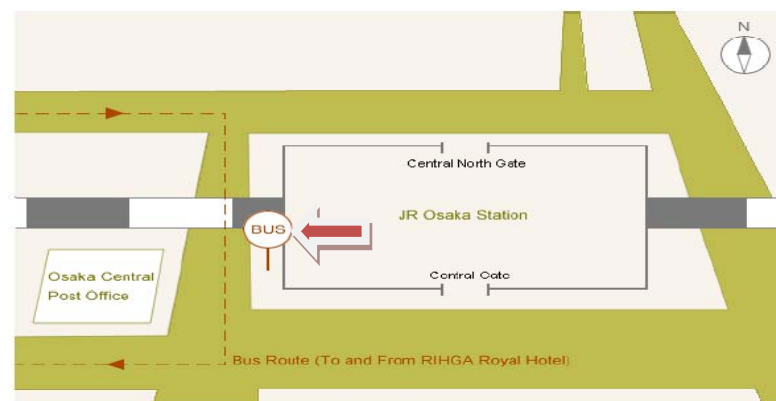 N
Central North Gate
JR Osaka Station
BUS
Central Gate
Osaka Central
Post Office
Bus Route (To and From RIHGA Royal Hotel)